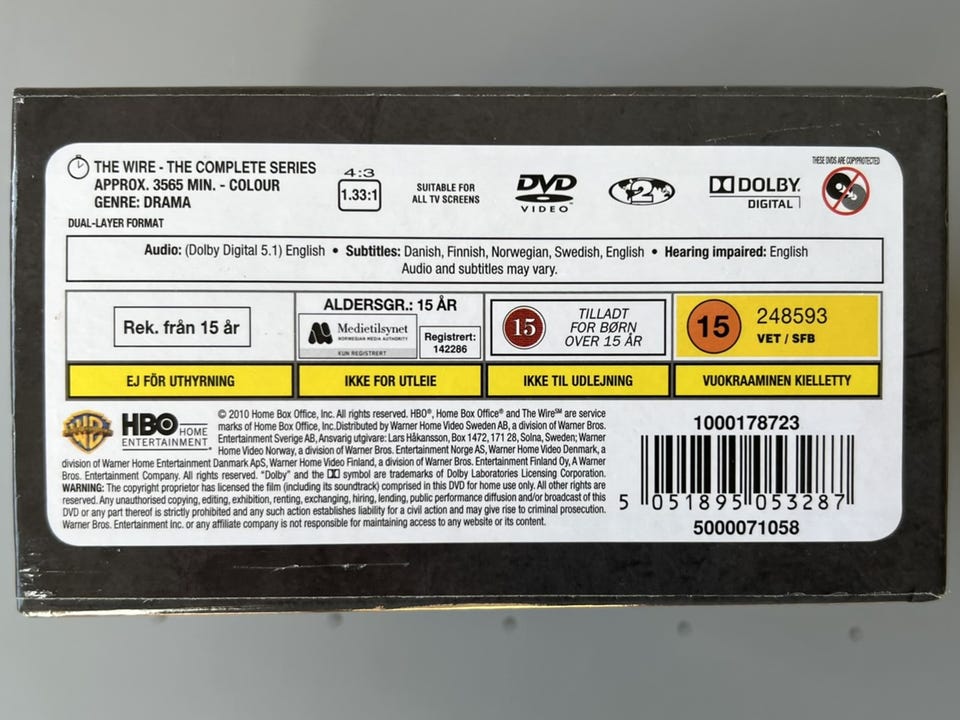 THESE DVDS ARE COPYPROTECTED
THE WIRE - THE COMPLETE SERIES
APPROX. 3565 MIN. - COLOUR
GENRE: DRAMA
DUAL-LAYER FORMAT
4:3
1.33:1
SUITABLE FOR
ALL TV SCREENS
DVD
VIDEO™
2
DOLBY.
DIGITAL
Audio: (Dolby Digital 5.1) English • Subtitles: Danish, Finnish, Norwegian, Swedish, English • Hearing impaired: English
Audio and subtitles may vary.
Rek. från 15 år
EJ FÖR UTHYRNING
ALDERSGR.: 15 ÅR
Medietilsynet
NORWEGIAN MEDIA AUTHORITY
KUN REGISTRERT
Registrert:
142286
IKKE FOR UTLEIE
15
TILLADT
FOR BØRN
OVER 15 ÅR
IKKE TIL UDLEJNING
15
248593
VET / SFB
VUOKRAAMINEN KIELLETTY
WB
HBO HOME
ENTERTAINMENT
© 2010 Home Box Office, Inc. All rights reserved. HBO®, Home Box Office® and The Wire℠ are service
marks of Home Box Office, Inc.Distributed by Warner Home Video Sweden AB, a division of Warner Bros.
Entertainment Sverige AB,Ansvarig utgivare: Lars Håkansson, Box 1472, 171 28, Solna, Sweden; Warner
Home Video Norway, a division of Warner Bros. Entertainment Norge AS, Warner Home Video Denmark, a
division of Warner Home Entertainment Danmark ApS, Warner Home Video Finland, a division of Warner Bros. Entertainment Finland Oy, A Warner
Bros. Entertainment Company. All rights reserved. “Dolby” and the DD symbol are trademarks of Dolby Laboratories Licensing Corporation.
WARNING: The copyright proprietor has licensed the film (including its soundtrack) comprised in this DVD for home use only. All other rights are
reserved. Any unauthorised copying, editing, exhibition, renting, exchanging, hiring, lending, public performance diffusion and/or broadcast of this
DVD or any part thereof is strictly prohibited and any such action establishes liability for a civil action and may give rise to criminal prosecution.
Warner Bros. Entertainment Inc. or any affiliate company is not responsible for maintaining access to any website or its content.
1000178723
5 051895 053287
5000071058